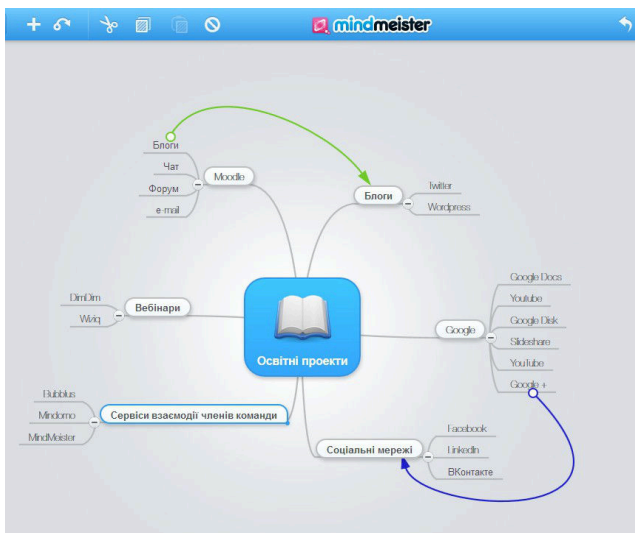 mindmeister
Блоги
Чат
Форум
e-mail
Moodle
Блоги
Twitter
Wordpress
DimDim
Wiziq
Вебінари
Освітні проекти
Google
Google Docs
Youtube
Google Disk
Slideshare
YouTube
Google +
Rubblus
Mindomo
MindMeister
Сервіси взаємодії членів команди
Соціальні мережі
Facebook
LinkedIn
ВКонтакте